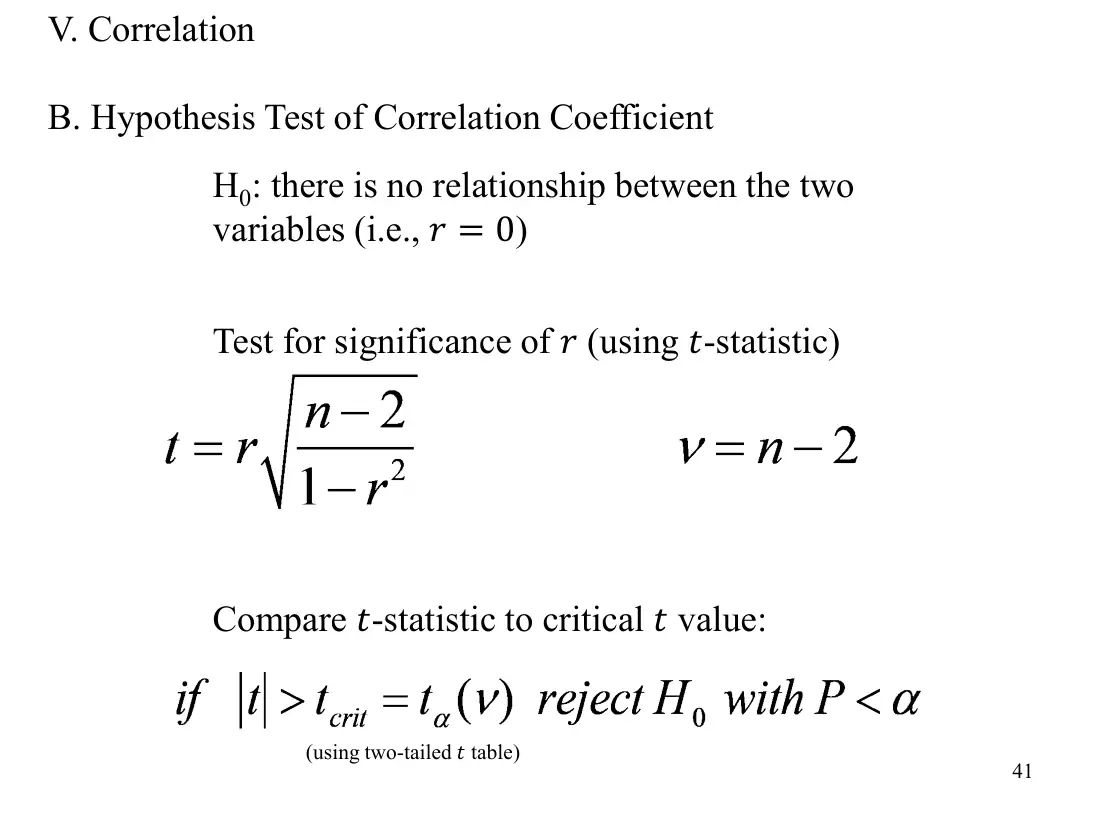 V. Correlation
B. Hypothesis Test of Correlation Coefficient
H₀: there is no relationship between the two
variables (i.e., 𝑟 = 0)
Test for significance of 𝑟 (using 𝑡-statistic)
t = r√((n − 2)/(1 − r²))   ν = n − 2
Compare 𝑡-statistic to critical 𝑡 value:
if |t| > t_crit = t_α(ν) reject H₀ with P < α
(using two-tailed 𝑡 table)
41